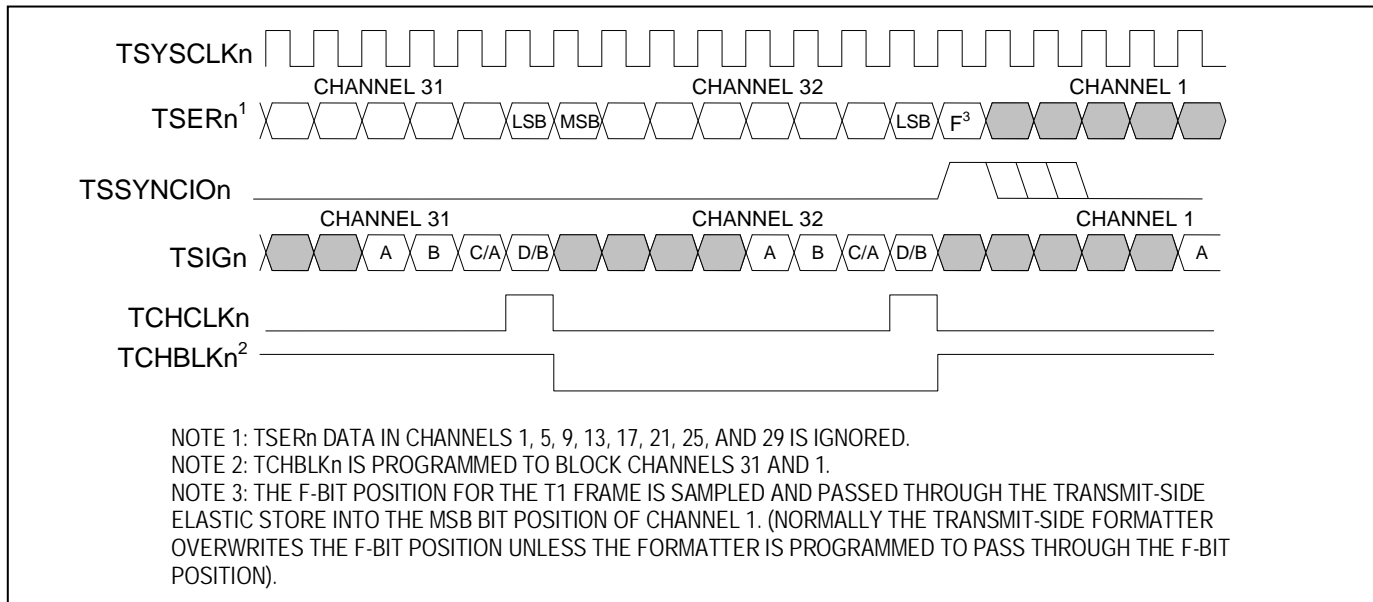 TSYSCLKn
CHANNEL 31 CHANNEL 32 CHANNEL 1
TSERn¹ LSB MSB LSB F³
TSSYNCIOn
CHANNEL 31 CHANNEL 32 CHANNEL 1
TSIGn A B C/A D/B A B C/A D/B A
TCHCLKn
TCHBLKn²
NOTE 1: TSERn DATA IN CHANNELS 1, 5, 9, 13, 17, 21, 25, AND 29 IS IGNORED.
NOTE 2: TCHBLKn IS PROGRAMMED TO BLOCK CHANNELS 31 AND 1.
NOTE 3: THE F-BIT POSITION FOR THE T1 FRAME IS SAMPLED AND PASSED THROUGH THE TRANSMIT-SIDE
ELASTIC STORE INTO THE MSB BIT POSITION OF CHANNEL 1. (NORMALLY THE TRANSMIT-SIDE FORMATTER
OVERWRITES THE F-BIT POSITION UNLESS THE FORMATTER IS PROGRAMMED TO PASS THROUGH THE F-BIT
POSITION).